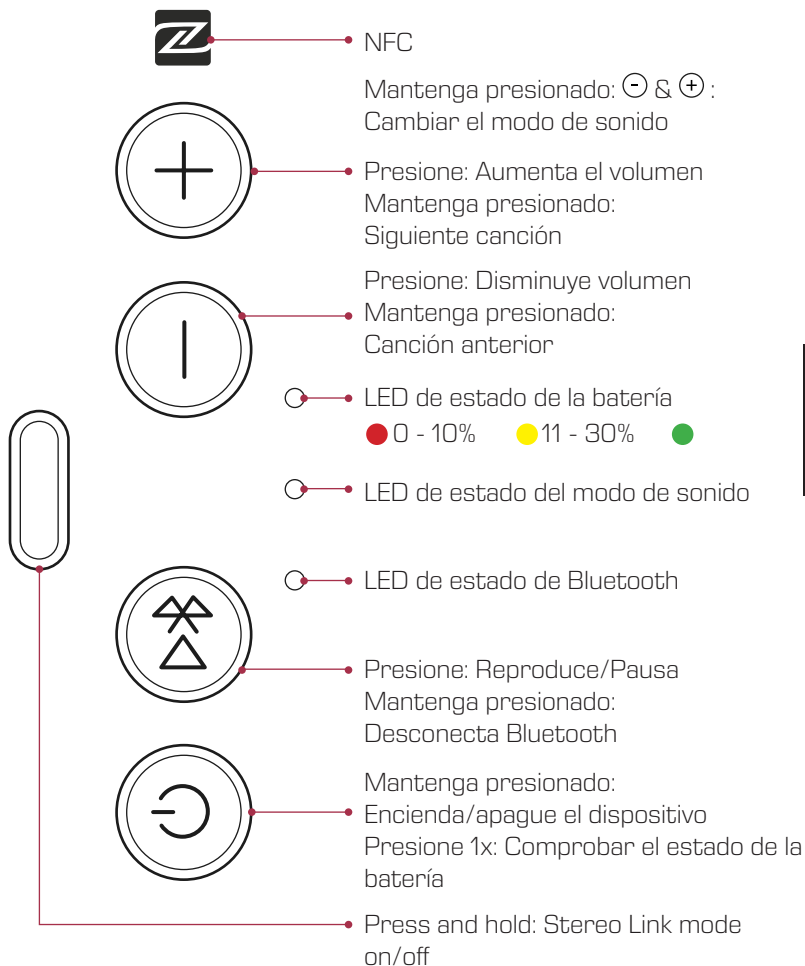 NFC
Mantenga presionado: - & + :
Cambiar el modo de sonido
Presione: Aumenta el volumen
Mantenga presionado:
Siguiente canción
Presione: Disminuye volumen
Mantenga presionado:
Canción anterior
LED de estado de la batería
0 - 10% 11 - 30%
LED de estado del modo de sonido
LED de estado de Bluetooth
Presione: Reproduce/Pausa
Mantenga presionado:
Desconecta Bluetooth
Mantenga presionado:
Encienda/apague el dispositivo
Presione 1x: Comprobar el estado de la
batería
Press and hold: Stereo Link mode
on/off